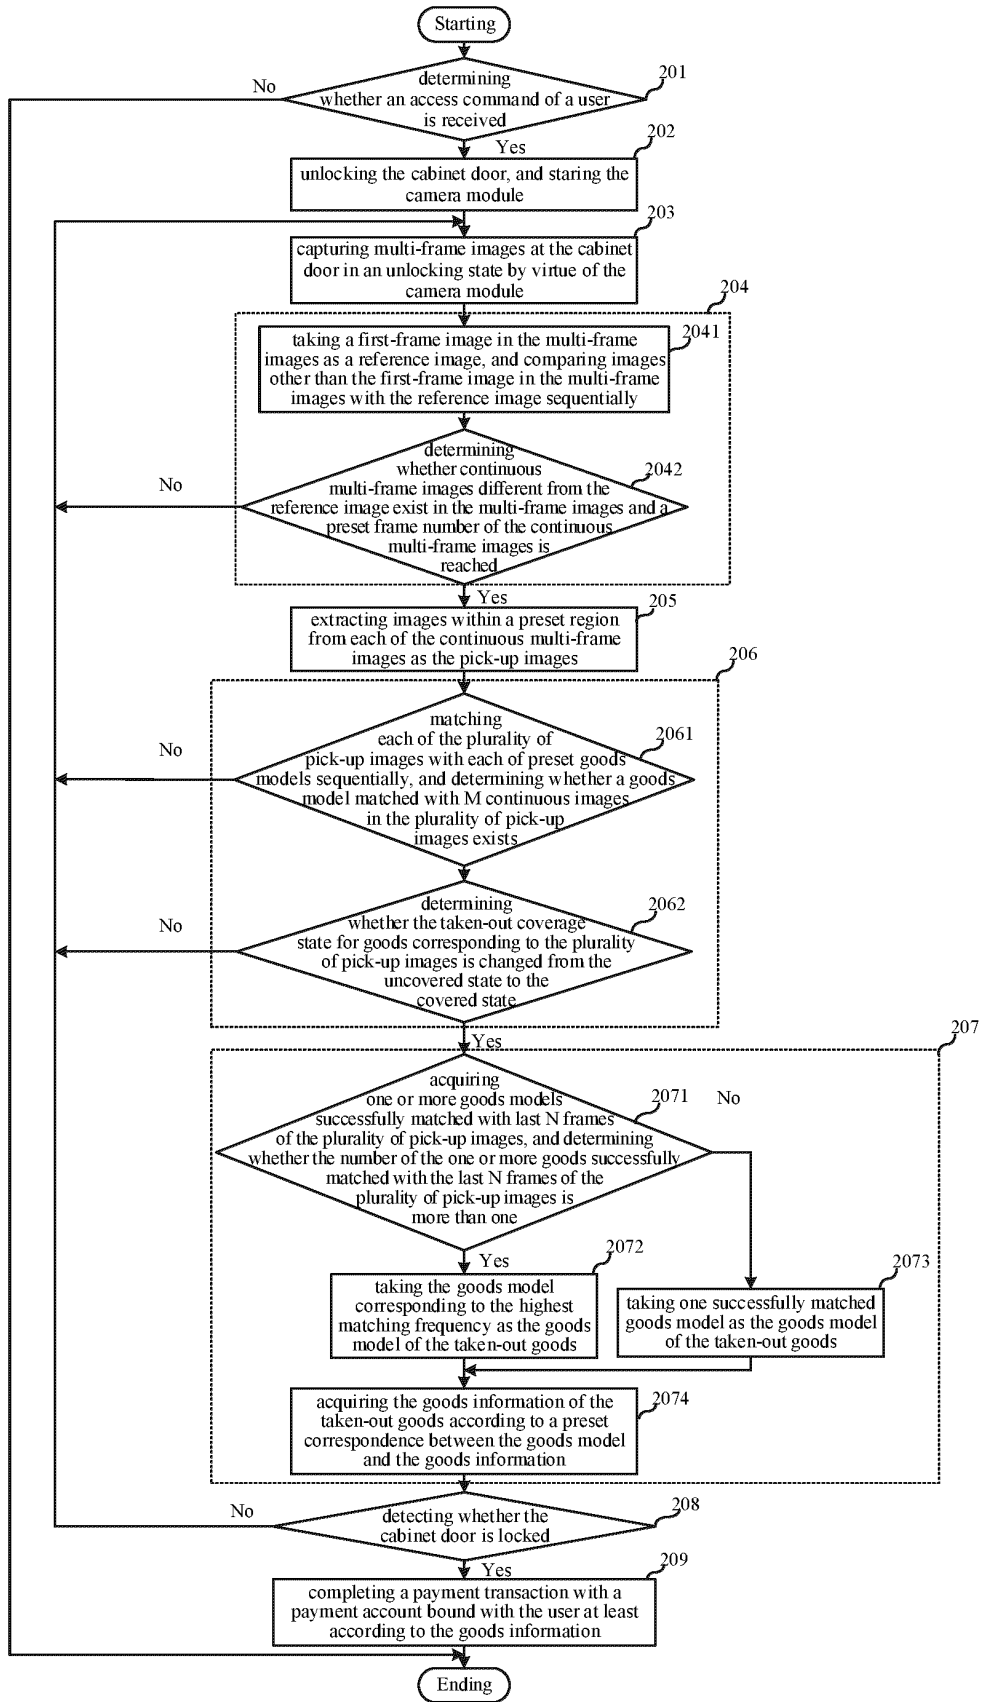 Starting
determining
whether an access command of a user
is received
201
No
Yes
202
unlocking the cabinet door, and staring the
camera module
203
capturing multi-frame images at the cabinet
door in an unlocking state by virtue of the
camera module
204
taking a first-frame image in the multi-frame
images as a reference image, and comparing images
other than the first-frame image in the multi-frame
images with the reference image sequentially
2041
determining
whether continuous
multi-frame images different from the
reference image exist in the multi-frame images and a
preset frame number of the continuous
multi-frame images is
reached
2042
No
Yes
205
extracting images within a preset region
from each of the continuous multi-frame
images as the pick-up images
206
matching
each of the plurality of
pick-up images with each of preset goods
models sequentially, and determining whether a goods
model matched with M continuous images
in the plurality of pick-up
images exists
2061
No
determining
whether the taken-out coverage
state for goods corresponding to the plurality
of pick-up images is changed from the
uncovered state to the
covered state
2062
No
Yes
207
acquiring
one or more goods models
successfully matched with last N frames
of the plurality of pick-up images, and determining
whether the number of the one or more goods successfully
matched with the last N frames of the
plurality of pick-up images is
more than one
2071
No
Yes
2072
taking the goods model
corresponding to the highest
matching frequency as the goods
model of the taken-out goods
2073
taking one successfully matched
goods model as the goods model
of the taken-out goods
acquiring the goods information of the
taken-out goods according to a preset
correspondence between the goods model
and the goods information
2074
detecting whether the
cabinet door is locked
208
No
Yes
209
completing a payment transaction with a
payment account bound with the user at least
according to the goods information
Ending